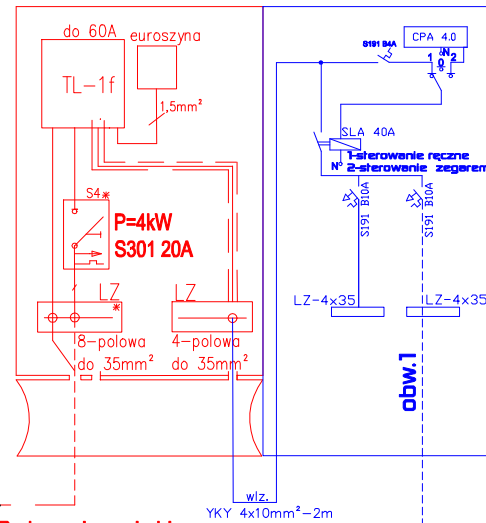 do 60A
euroszyna
TL-1f
1,5mm²
S4*
P=4kW
S301 20A
LZ
*
LZ
8-polowa
do 35mm²
4-polowa
do 35mm²
CPA 4.0
S191 B4A
N
1 0 2
SLA 40A
1-sterowanie ręczne
N° 2-sterowanie zegarem
S191 B10A
S191 B10A
LZ-4x35
LZ-4x35
obw.1
wlz.
YKY 4x10mm²-2m